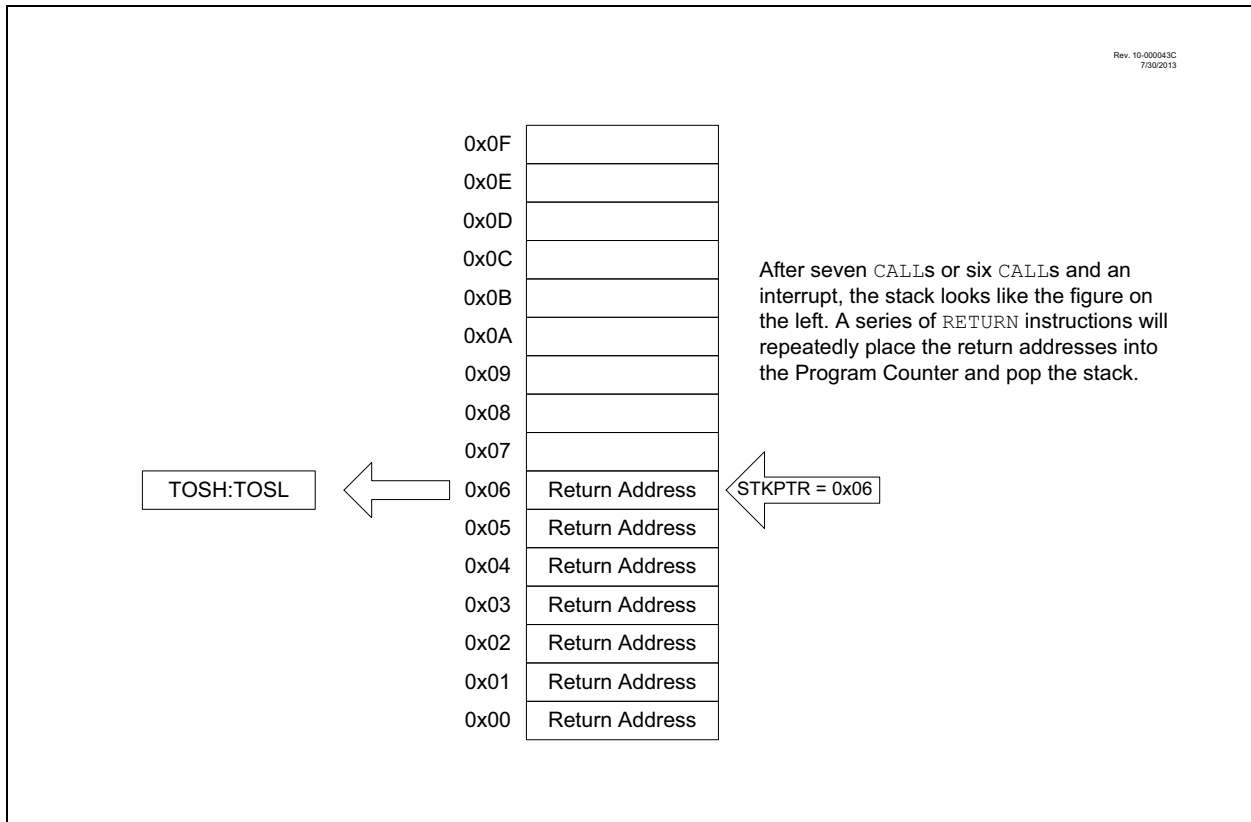 Rev. 10-000043C
7/30/2013
0x0F
0x0E
0x0D
0x0C
0x0B
0x0A
0x09
0x08
0x07
After seven CALLs or six CALLs and an
interrupt, the stack looks like the figure on
the left. A series of RETURN instructions will
repeatedly place the return addresses into
the Program Counter and pop the stack.
TOSH:TOSL
0x06 Return Address
STKPTR = 0x06
0x05 Return Address
0x04 Return Address
0x03 Return Address
0x02 Return Address
0x01 Return Address
0x00 Return Address